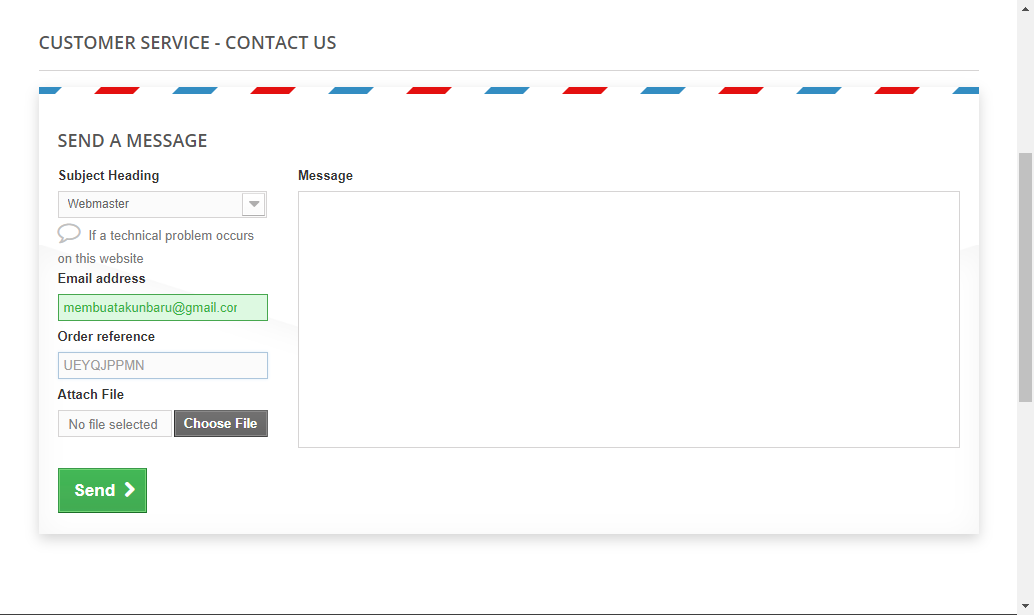 CUSTOMER SERVICE - CONTACT US
SEND A MESSAGE
Subject Heading
Webmaster
If a technical problem occurs
on this website
Email address
membuatakunbaru@gmail.cor
Order reference
UEYQJPPMN
Attach File
No file selected
Choose File
Send
Message